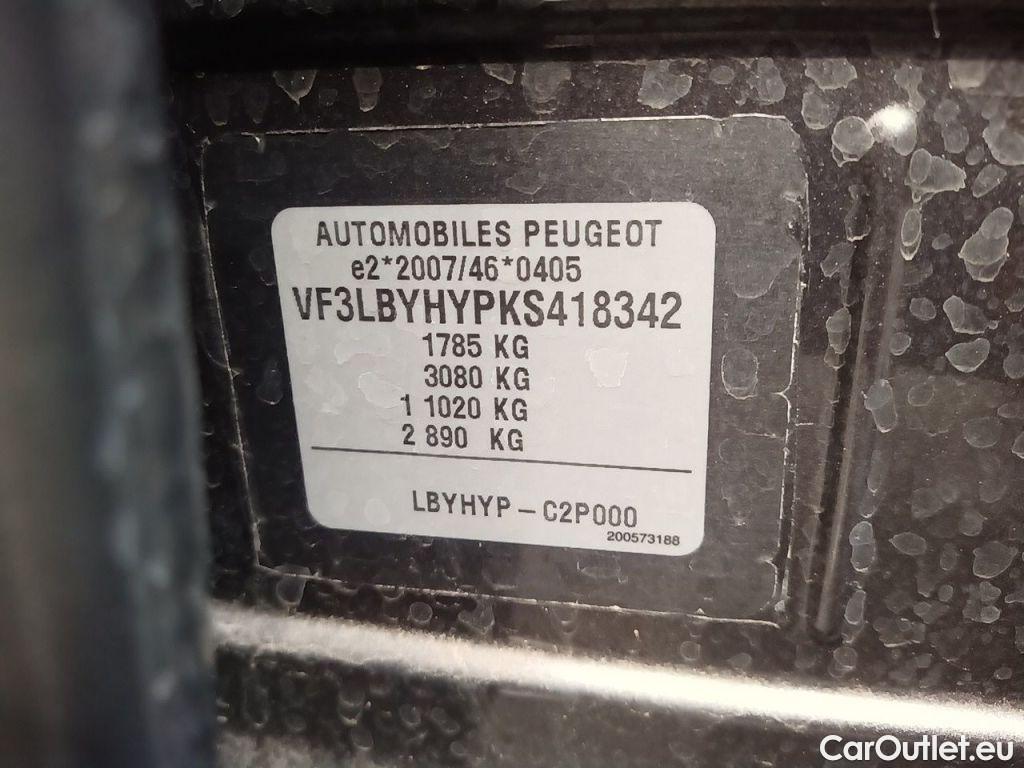 AUTOMOBILES PEUGEOT
e2*2007/46*0405
VF3LBYHYPKS418342
1785 KG
3080 KG
1 1020 KG
2 890 KG
LBYHYP-C2P000
200573188
CarOutlet.eu